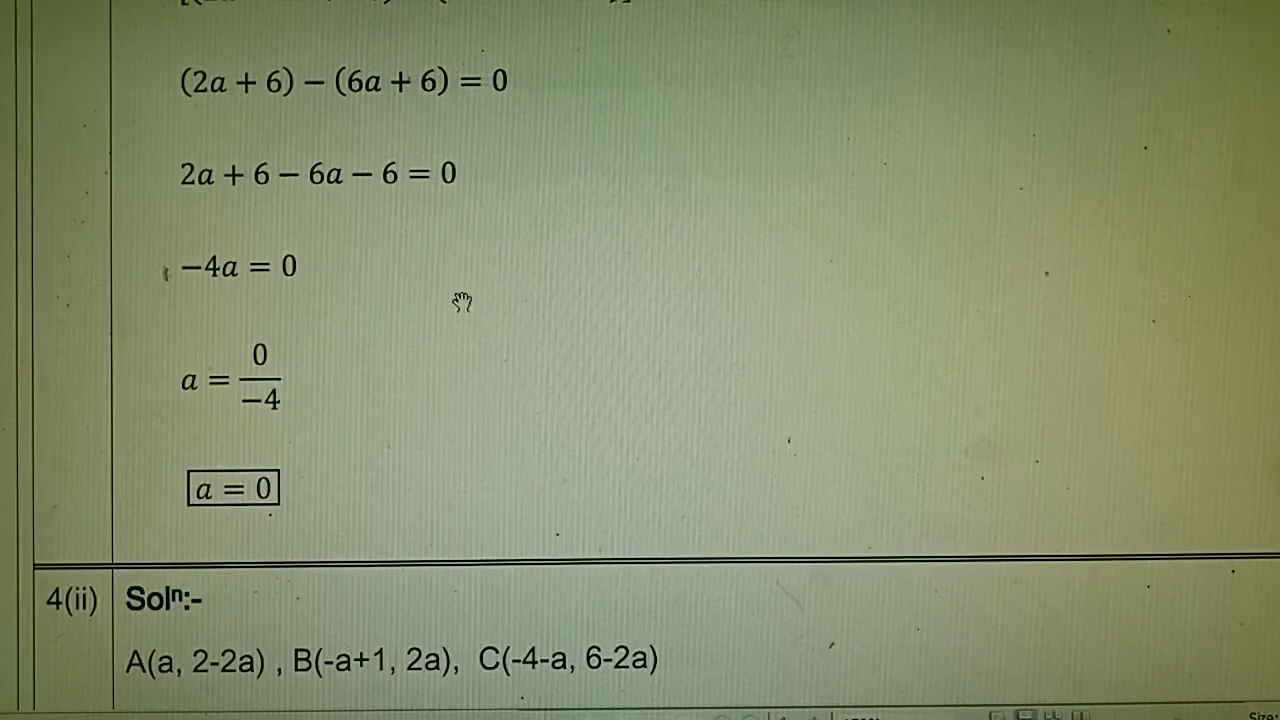 (2a + 6) − (6a + 6) = 0
2a + 6 − 6a − 6 = 0
−4a = 0
a = 0/−4
a = 0
4(ii) Solⁿ:-
A(a, 2-2a) , B(-a+1, 2a), C(-4-a, 6-2a)